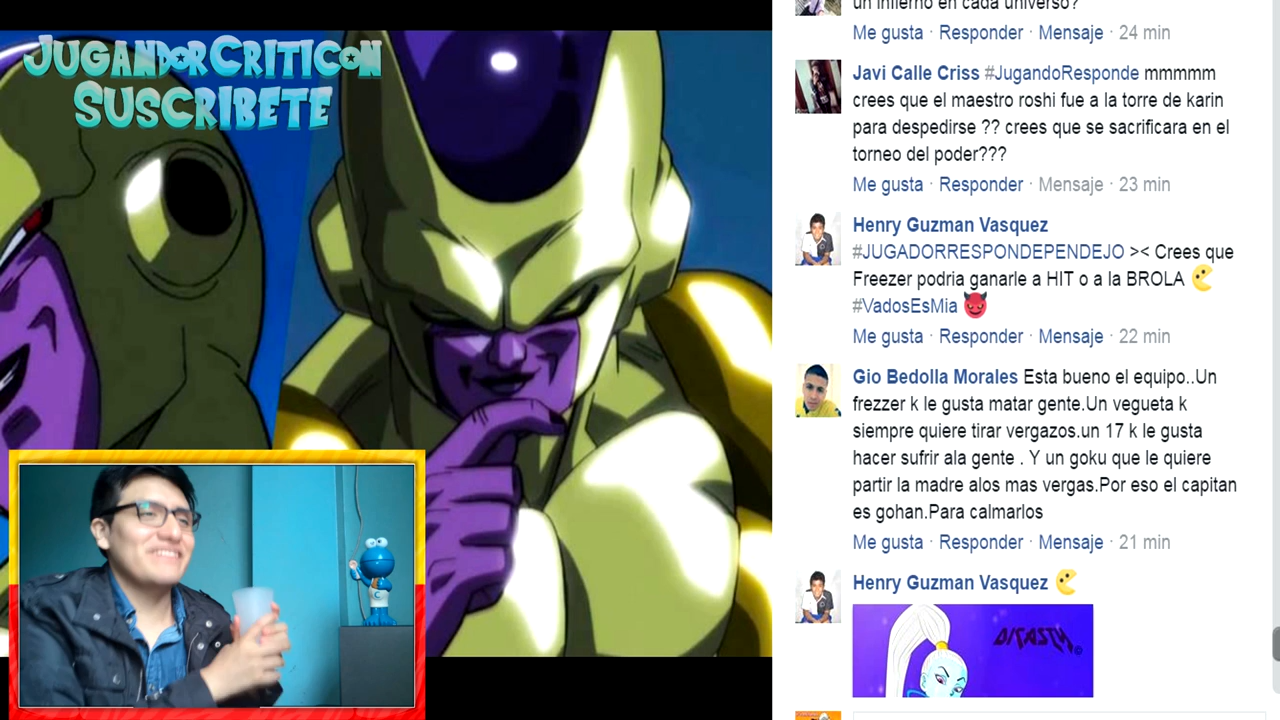 JUGANDORCRITICON
SUSCRIBETE
un infierno en cada universo?
Me gusta · Responder · Mensaje · 24 min
Javi Calle Criss #JugandoResponde mmmmm
crees que el maestro roshi fue a la torre de karin
para despedirse ?? crees que se sacrificara en el
torneo del poder???
Me gusta · Responder · Mensaje · 23 min
Henry Guzman Vasquez
#JUGADORRESPONDEPENDEJO >< Crees que
Freezer podria ganarle a HIT o a la BROLA
#VadosEsMia 😈
Me gusta · Responder · Mensaje · 22 min
Gio Bedolla Morales Esta bueno el equipo..Un
frezzer k le gusta matar gente.Un vegueta k
siempre quiere tirar vergazos.un 17 k le gusta
hacer sufrir ala gente . Y un goku que le quiere
partir la madre alos mas vergas.Por eso el capitan
es gohan.Para calmarlos
Me gusta · Responder · Mensaje · 21 min
Henry Guzman Vasquez